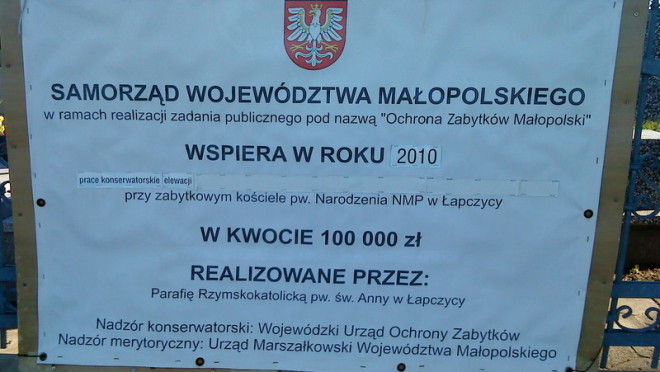 SAMORZĄD WOJEWÓDZTWA MAŁOPOLSKIEGO
w ramach realizacji zadania publicznego pod nazwą "Ochrona Zabytków Małopolski"
WSPIERA W ROKU 2010
prace konserwatorskie elewacji
przy zabytkowym kościele pw. Narodzenia NMP w Łapczycy
W KWOCIE 100 000 zł
REALIZOWANE PRZEZ:
Parafię Rzymskokatolicką pw. św. Anny w Łapczycy
Nadzór konserwatorski: Wojewódzki Urząd Ochrony Zabytków
Nadzór merytoryczny: Urząd Marszałkowski Województwa Małopolskiego